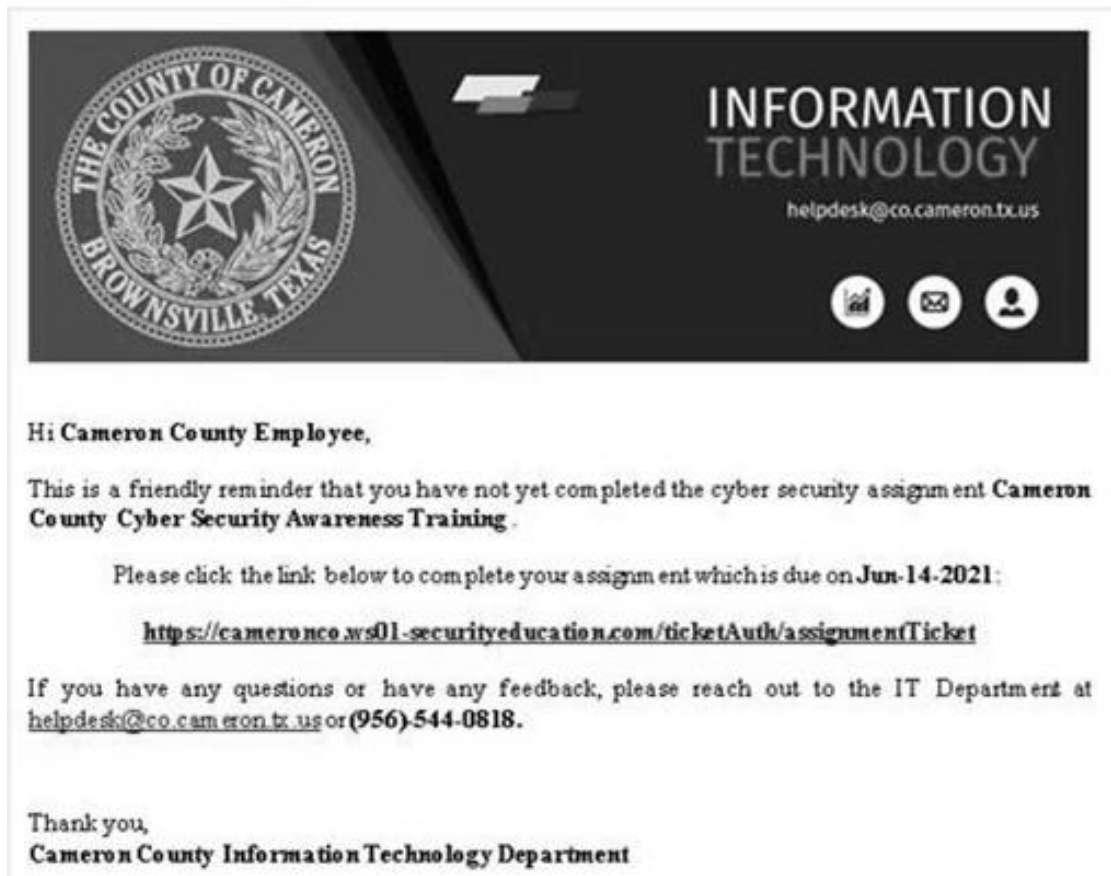 THE COUNTY OF CAMERON
BROWNSVILLE, TEXAS
INFORMATION
TECHNOLOGY
helpdesk@co.cameron.tx.us
Hi Cameron County Employee,
This is a friendly reminder that you have not yet completed the cyber security assignment Cameron
County Cyber Security Awareness Training .
Please click the link below to complete your assignment which is due on Jun-14-2021:
https://cameronco.ws01-securityeducation.com/ticketAuth/assignmentTicket
If you have any questions or have any feedback, please reach out to the IT Department at
helpdesk@co.cameron.tx.us or (956)-544-0818.
Thank you,
Cameron County Information Technology Department